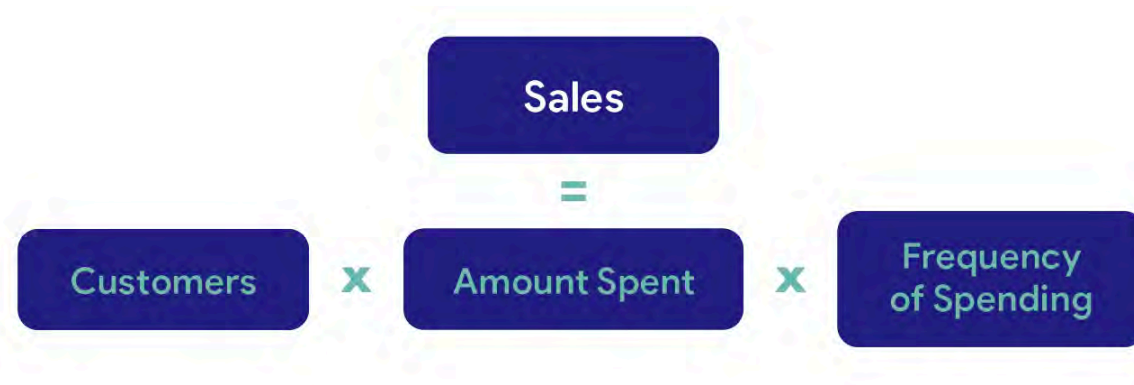 Sales
=
Customers x Amount Spent x Frequency
of Spending